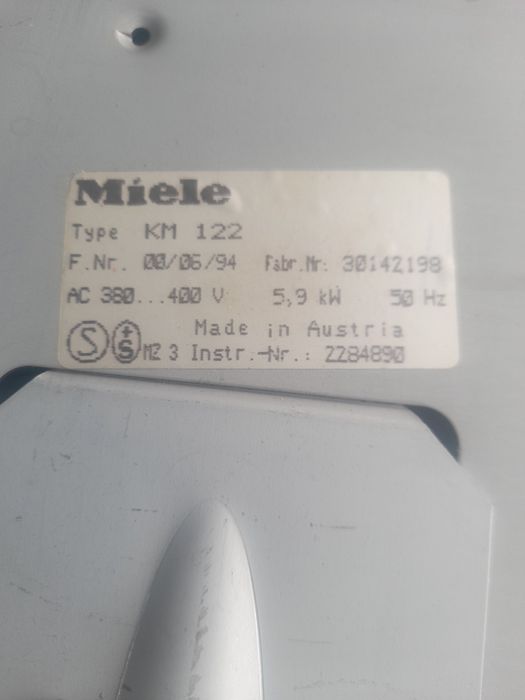 Miele
Type KM 122
F.Nr. 00/06/94 Fabr.Nr: 30142198
AC 380...400 V 5,9 kW 50 Hz
Made in Austria
S +S MZ 3 Instr.-Nr.: 2284890